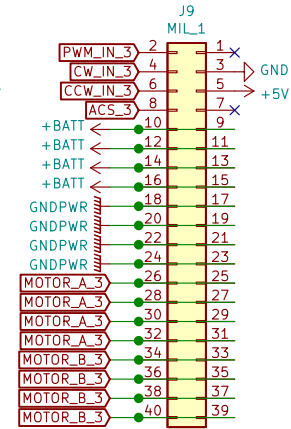 J9
MIL_1
PWM_IN_3 2 1
CW_IN_3 4 3 GND
CCW_IN_3 6 5 +5V
ACS_3 8 7
+BATT 10 9
+BATT 12 11
+BATT 14 13
+BATT 16 15
GNDPWR 18 17
GNDPWR 20 19
GNDPWR 22 21
GNDPWR 24 23
MOTOR_A_3 26 25
MOTOR_A_3 28 27
MOTOR_A_3 30 29
MOTOR_A_3 32 31
MOTOR_B_3 34 33
MOTOR_B_3 36 35
MOTOR_B_3 38 37
MOTOR_B_3 40 39